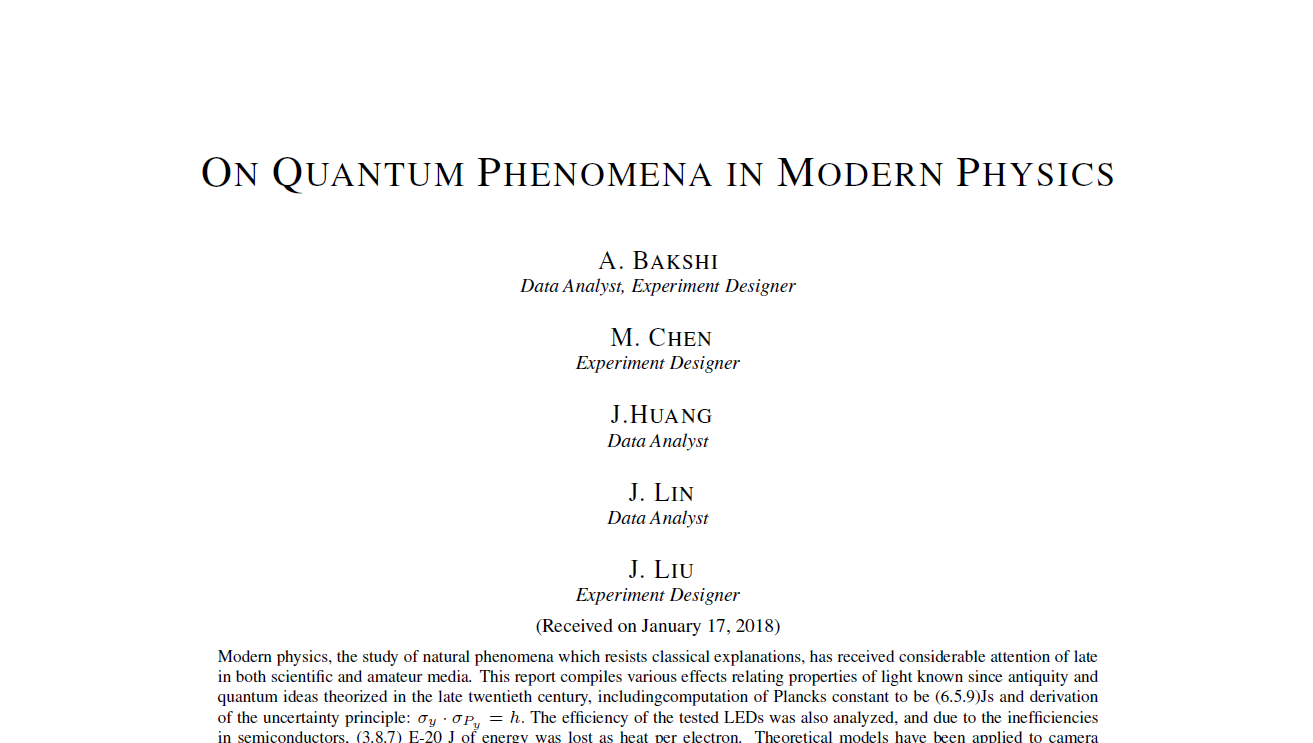 ON QUANTUM PHENOMENA IN MODERN PHYSICS
A. BAKSHI
Data Analyst, Experiment Designer
M. CHEN
Experiment Designer
J.HUANG
Data Analyst
J. LIN
Data Analyst
J. LIU
Experiment Designer
(Received on January 17, 2018)
Modern physics, the study of natural phenomena which resists classical explanations, has received considerable attention of late
in both scientific and amateur media. This report compiles various effects relating properties of light known since antiquity and
quantum ideas theorized in the late twentieth century, includingcomputation of Plancks constant to be (6.5.9)Js and derivation
of the uncertainty principle: σ_y · σ_{P_y} = h. The efficiency of the tested LEDs was also analyzed, and due to the inefficiencies
in semiconductors, (3.8.7) E-20 J of energy was lost as heat per electron. Theoretical models have been applied to camera